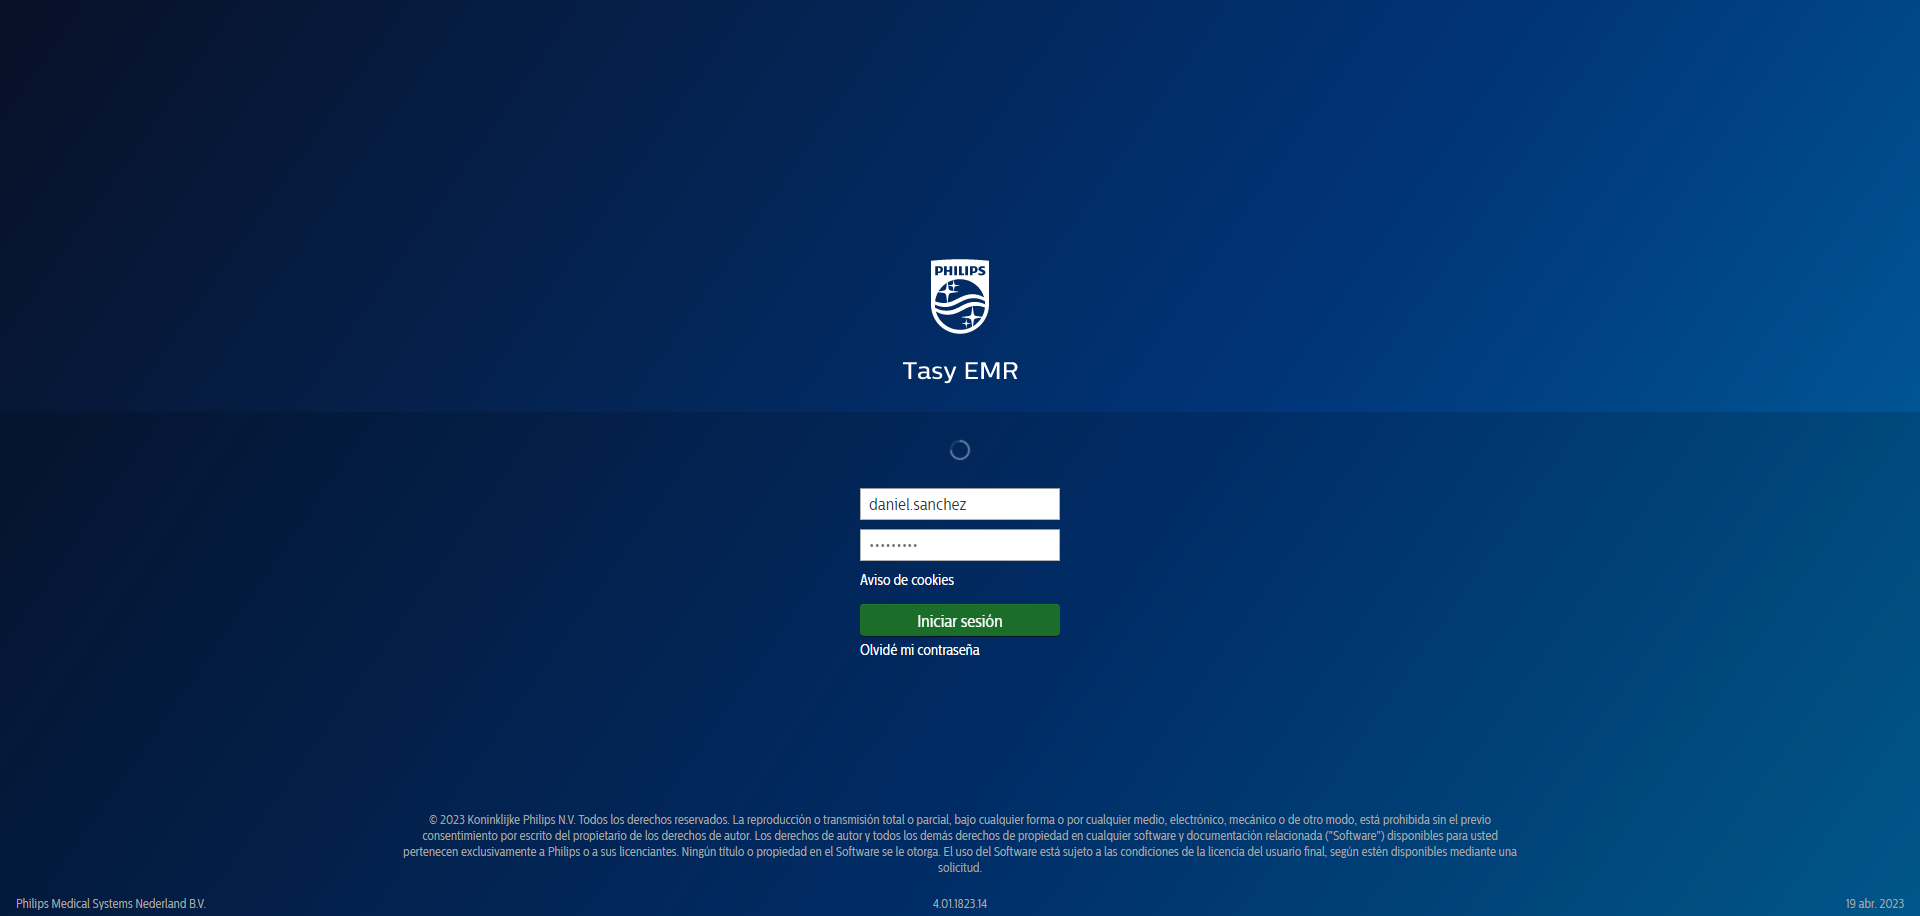 PHILIPS
Tasy EMR
daniel.sanchez
•••••••••
Aviso de cookies
Iniciar sesión
Olvidé mi contraseña
© 2023 Koninklijke Philips N.V. Todos los derechos reservados. La reproducción o transmisión total o parcial, bajo cualquier forma o por cualquier medio, electrónico, mecánico o de otro modo, está prohibida sin el previo
consentimiento por escrito del propietario de los derechos de autor. Los derechos de autor y todos los demás derechos de propiedad en cualquier software y documentación relacionada ("Software") disponibles para usted
pertenecen exclusivamente a Philips o a sus licenciantes. Ningún título o propiedad en el Software se le otorga. El uso del Software está sujeto a las condiciones de la licencia del usuario final, según estén disponibles mediante una
solicitud.
Philips Medical Systems Nederland B.V.
4.01.1823.14
19 abr. 2023